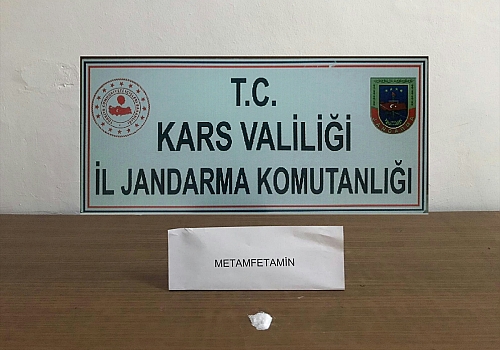 T.C.
KARS VALİLİĞİ
İL JANDARMA KOMUTANLIĞI
METAMFETAMİN